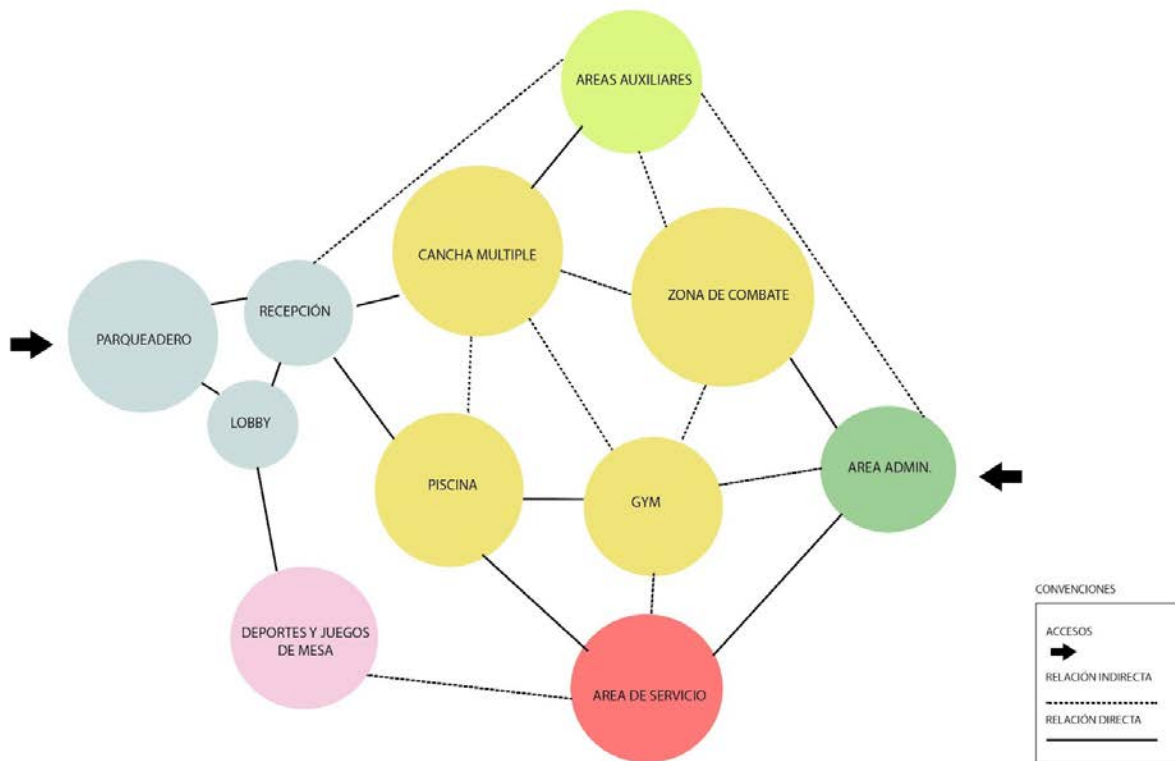 AREAS AUXILIARES
CANCHA MULTIPLE
ZONA DE COMBATE
RECEPCIÓN
PARQUEADERO
LOBBY
PISCINA
GYM
AREA ADMIN.
DEPORTES Y JUEGOS
DE MESA
AREA DE SERVICIO
CONVENCIONES
ACCESOS
RELACIÓN INDIRECTA
RELACIÓN DIRECTA